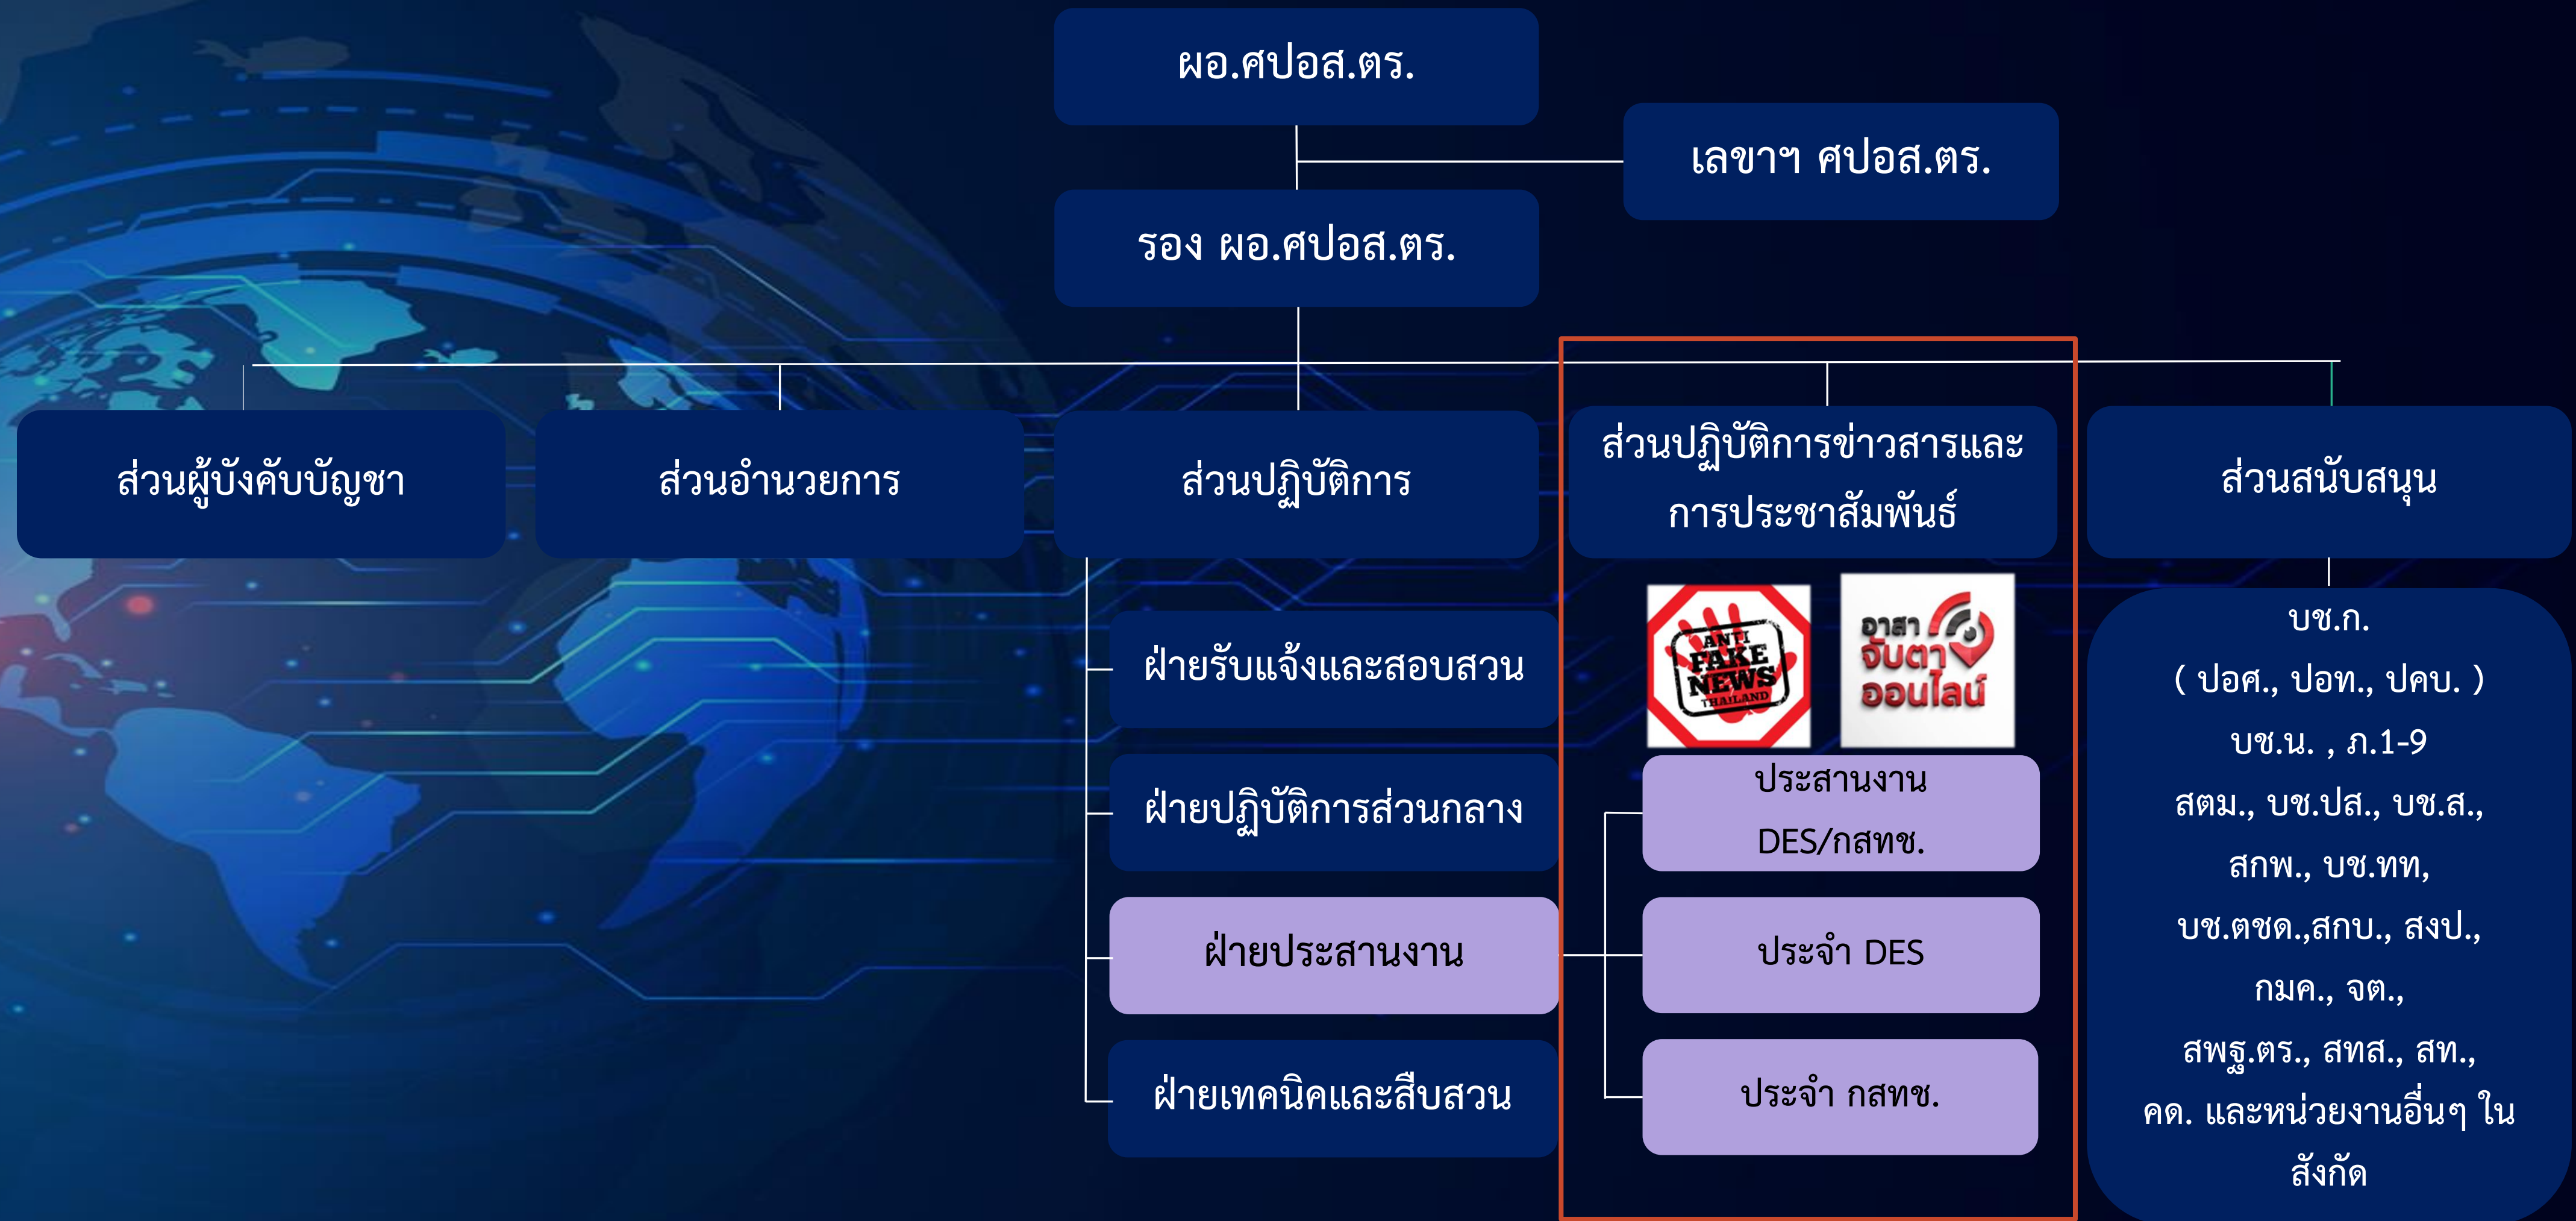 ผอ.ศปอส.ตร.
เลขาฯ ศปอส.ตร.
รอง ผอ.ศปอส.ตร.
ส่วนผู้บังคับบัญชา
ส่วนอำนวยการ
ส่วนปฏิบัติการ
ส่วนปฏิบัติการข่าวสารและ
การประชาสัมพันธ์
ส่วนสนับสนุน
ฝ่ายรับแจ้งและสอบสวน
ฝ่ายปฏิบัติการส่วนกลาง
ฝ่ายประสานงาน
ฝ่ายเทคนิคและสืบสวน
ANTI
FAKE
NEWS
THAILAND
อาสา
จับตา
ออนไลน์
ประสานงาน
DES/กสทช.
ประจำ DES
ประจำ กสทช.
บช.ก.
( ปอศ., ปอท., ปคบ. )
บช.น. , ภ.1-9
สตม., บช.ปส., บช.ส.,
สกพ., บช.ทท,
บช.ตชด.,สกบ., สงป.,
กมค., จต.,
สพฐ.ตร., สทส., สท.,
คด. และหน่วยงานอื่นๆ ใน
สังกัด